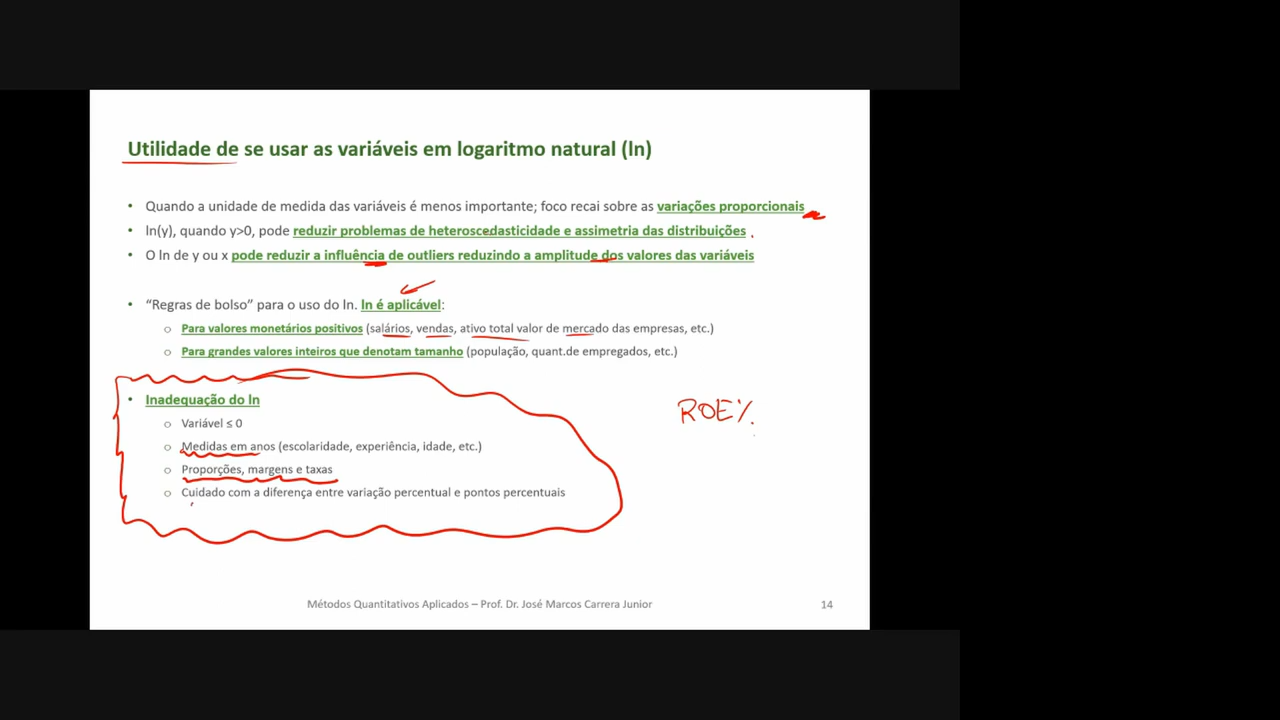 Utilidade de se usar as variáveis em logaritmo natural (ln)
• Quando a unidade de medida das variáveis é menos importante; foco recai sobre as variações proporcionais
• ln(y), quando y>0, pode reduzir problemas de heteroscedasticidade e assimetria das distribuições .
• O ln de y ou x pode reduzir a influência de outliers reduzindo a amplitude dos valores das variáveis
• “Regras de bolso” para o uso do ln. ln é aplicável:
○ Para valores monetários positivos (salários, vendas, ativo total valor de mercado das empresas, etc.)
○ Para grandes valores inteiros que denotam tamanho (população, quant.de empregados, etc.)
• Inadequação do ln
○ Variável ≤ 0
○ Medidas em anos (escolaridade, experiência, idade, etc.)
○ Proporções, margens e taxas
○ Cuidado com a diferença entre variação percentual e pontos percentuais
ROE%
Métodos Quantitativos Aplicados – Prof. Dr. José Marcos Carrera Junior
14